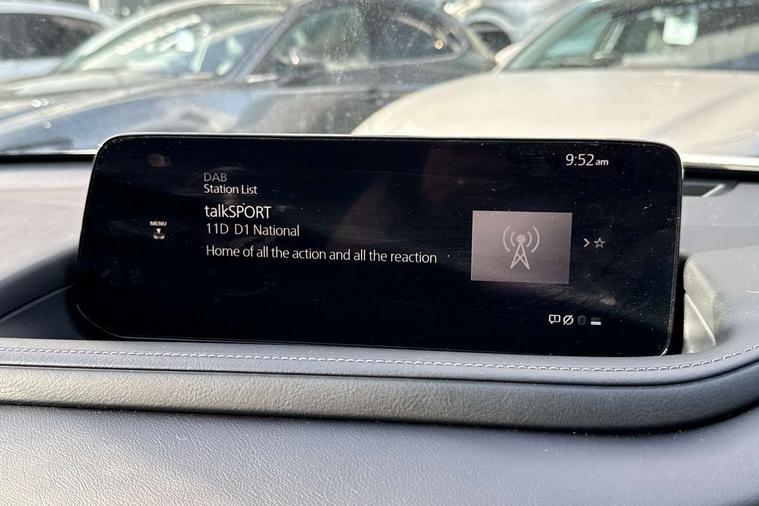 9:52am
DAB
Station List
MENU
talkSPORT
11D D1 National
Home of all the action and all the reaction